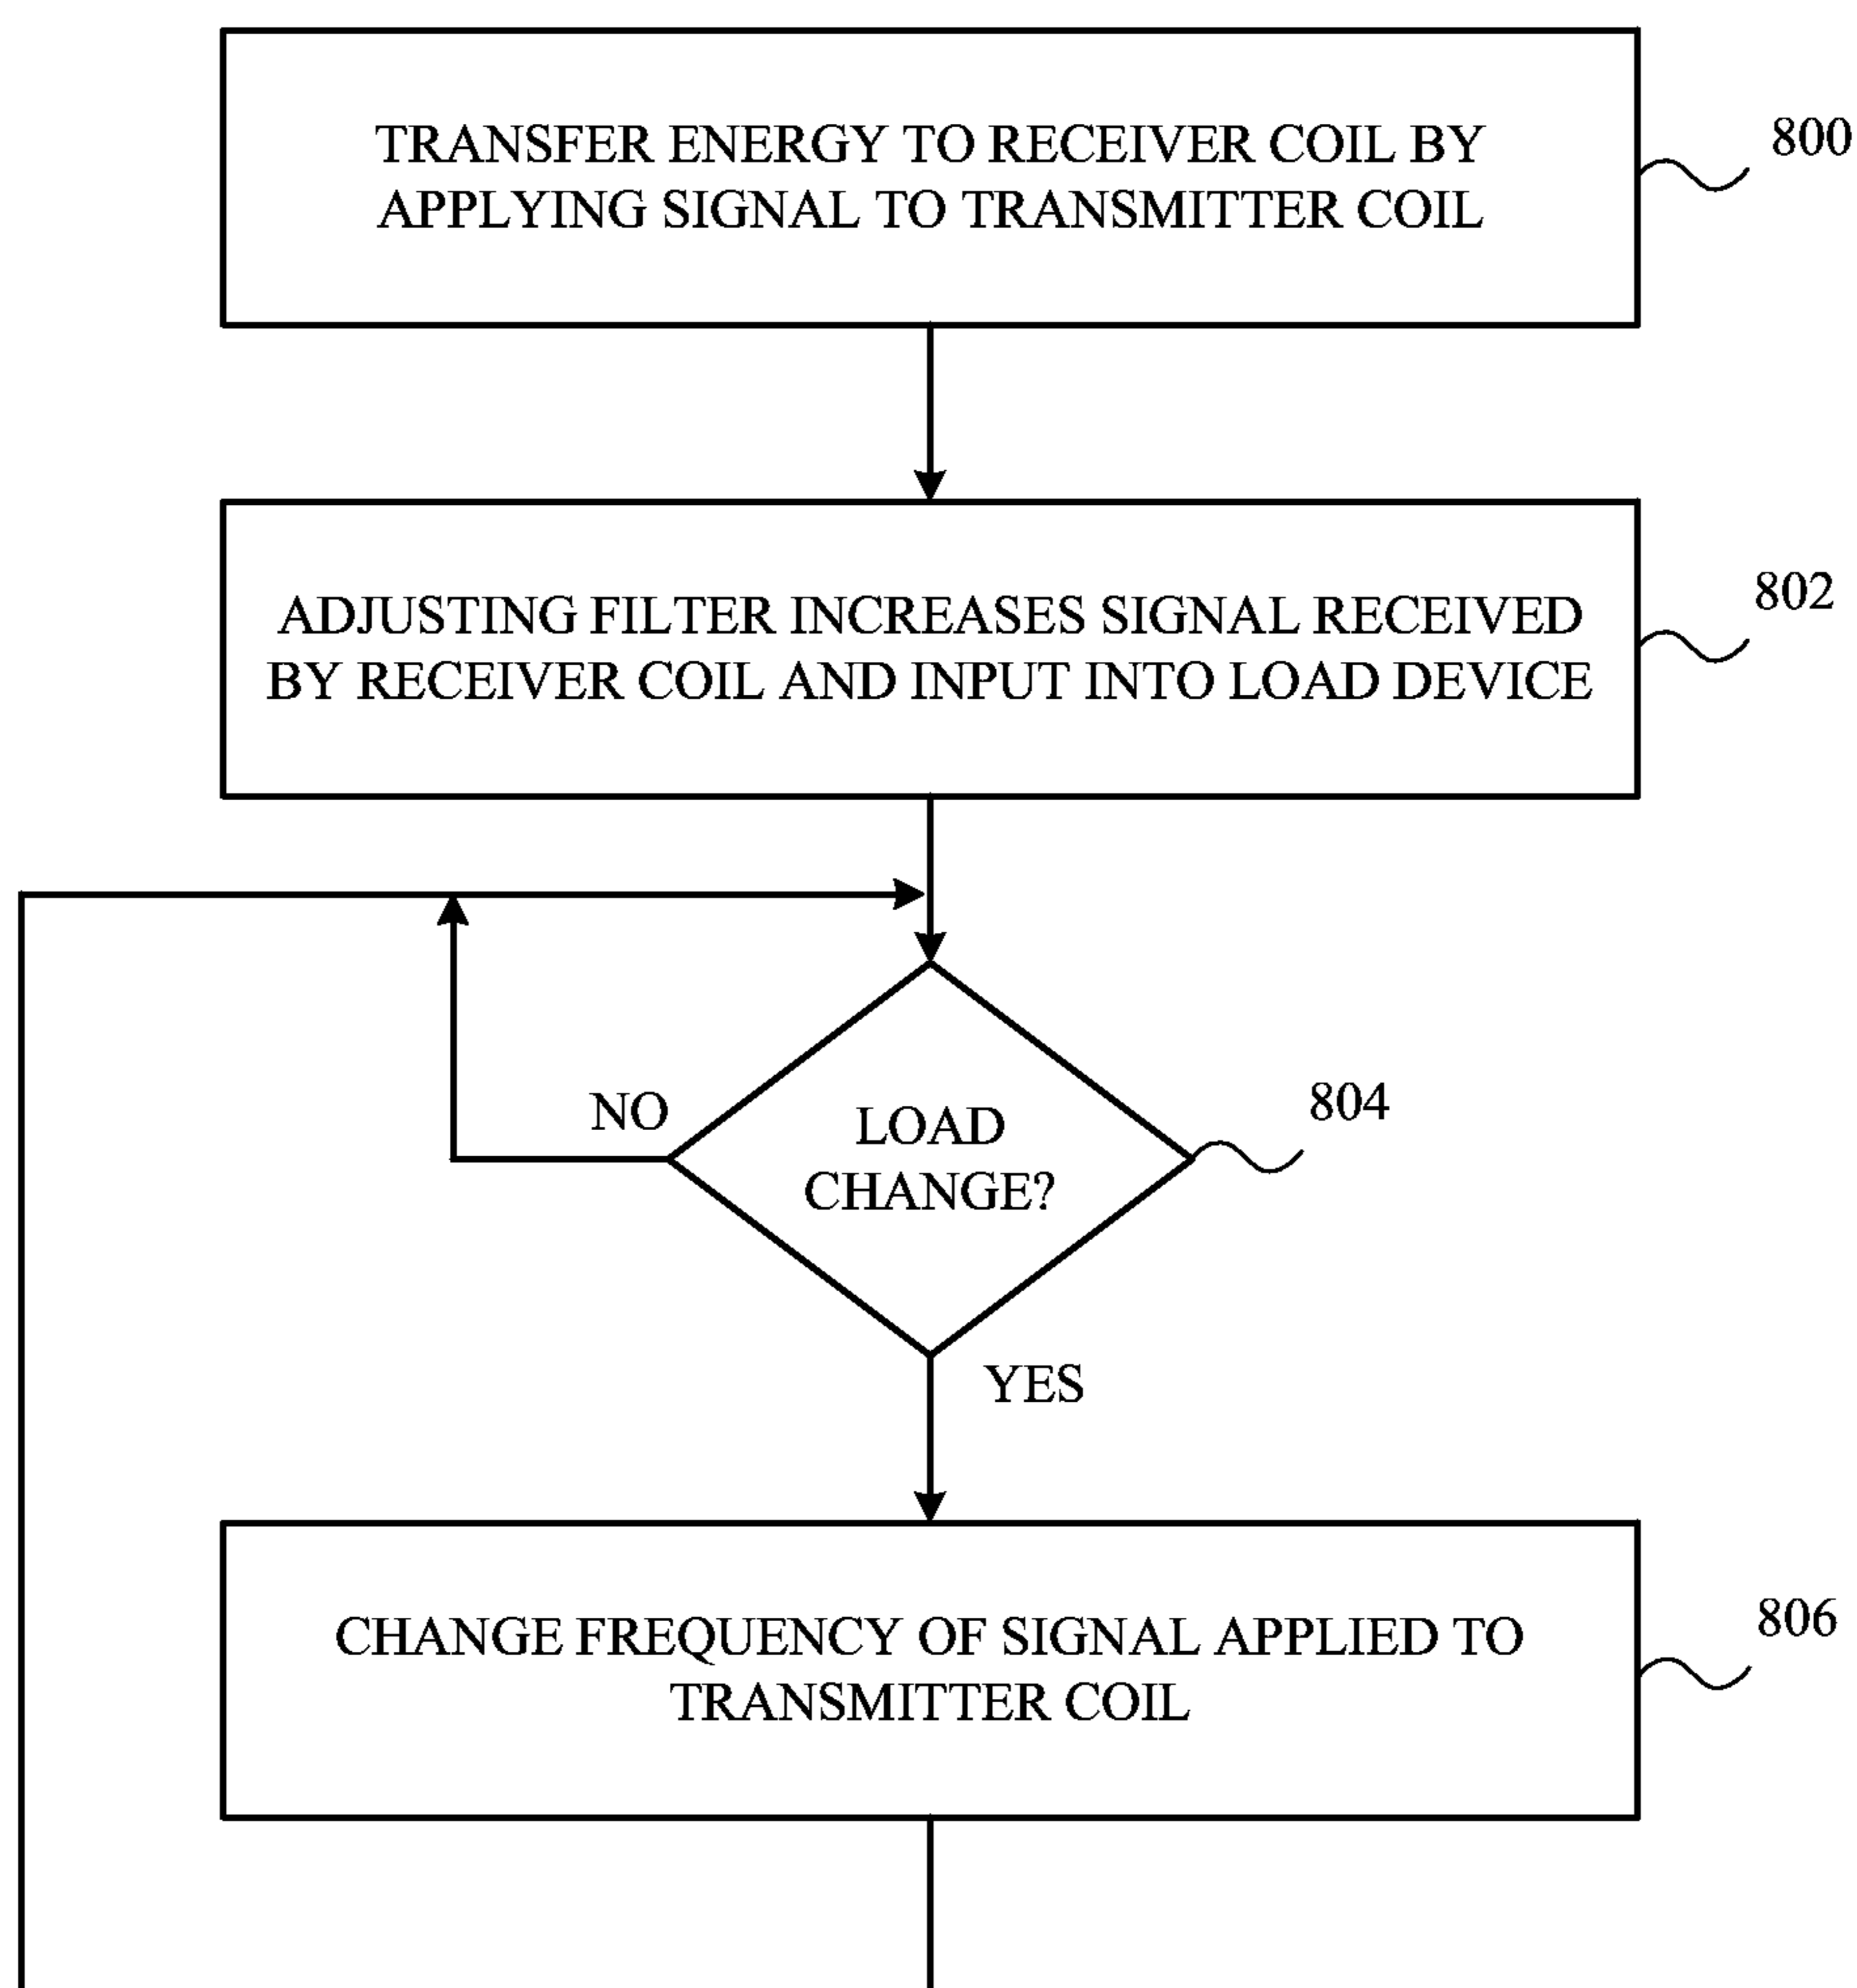 TRANSFER ENERGY TO RECEIVER COIL BY
APPLYING SIGNAL TO TRANSMITTER COIL
800
ADJUSTING FILTER INCREASES SIGNAL RECEIVED
BY RECEIVER COIL AND INPUT INTO LOAD DEVICE
802
NO
LOAD
CHANGE?
804
YES
CHANGE FREQUENCY OF SIGNAL APPLIED TO
TRANSMITTER COIL
806